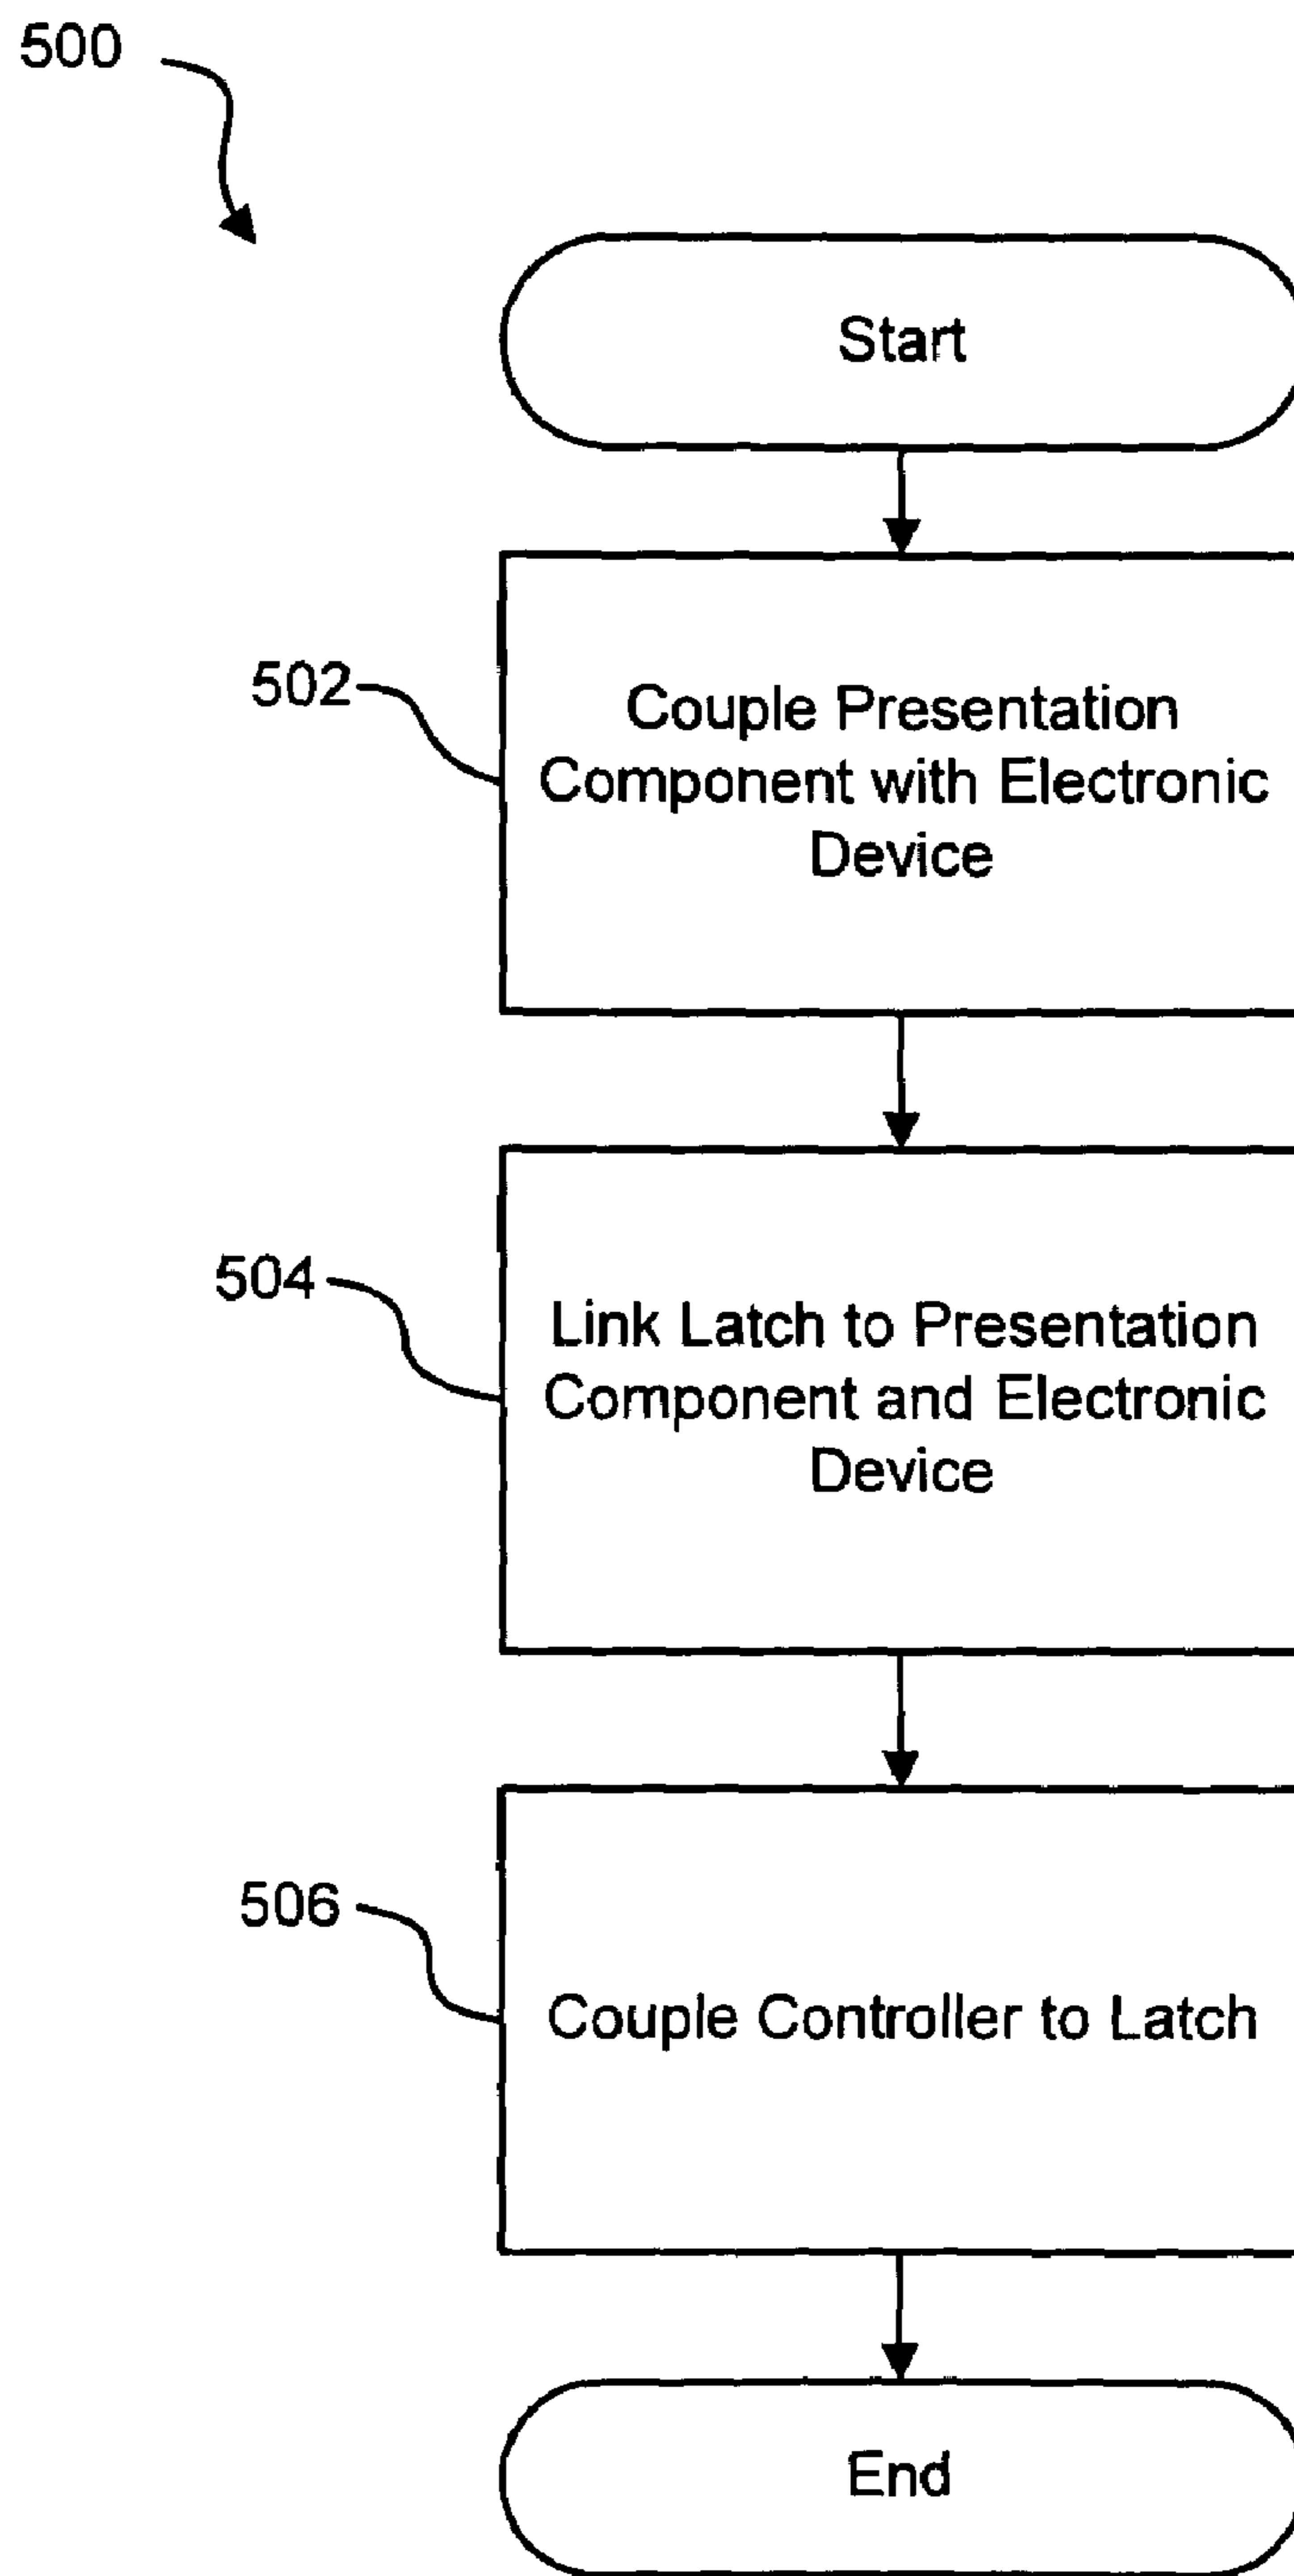 500
Start
502
Couple Presentation
Component with Electronic
Device
504
Link Latch to Presentation
Component and Electronic
Device
506
Couple Controller to Latch
End